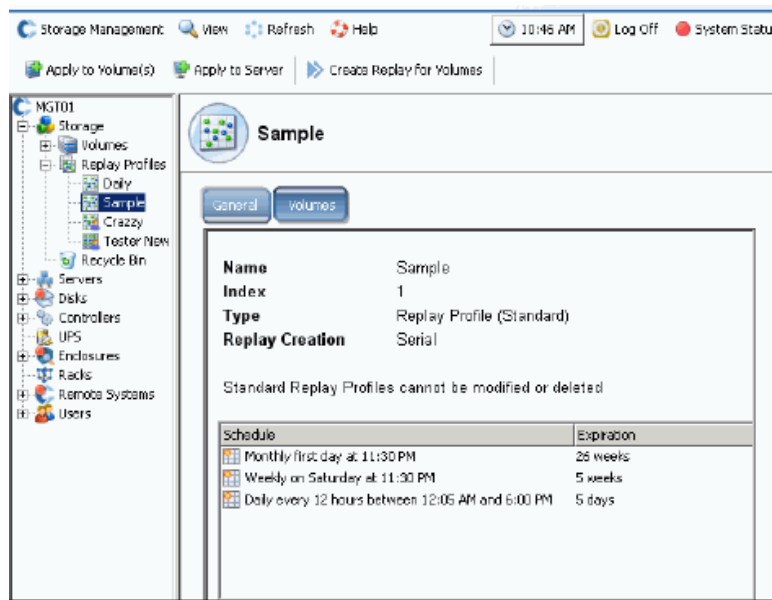 Storage Management View Refresh Help 10:46 AM Log Off System Statu
Apply to Volume(s) Apply to Server Create Replay for Volumes
MGT01
Storage
Volumes
Replay Profiles
Daily
Sample
Crazzy
Tester New
Recycle Bin
Servers
Disks
Controllers
UPS
Enclosures
Racks
Remote Systems
Users
Sample
General Volumes
Name Sample
Index 1
Type Replay Profile (Standard)
Replay Creation Serial
Standard Replay Profiles cannot be modified or deleted
Schedule Expiration
Monthly first day at 11:30 PM 26 weeks
Weekly on Saturday at 11:30 PM 5 weeks
Daily every 12 hours between 12:05 AM and 6:00 PM 5 days